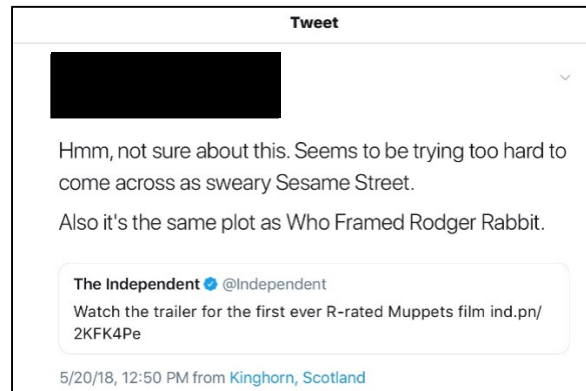 Tweet
Hmm, not sure about this. Seems to be trying too hard to
come across as sweary Sesame Street.
Also it's the same plot as Who Framed Rodger Rabbit.
The Independent @Independent
Watch the trailer for the first ever R-rated Muppets film ind.pn/
2KFK4Pe
5/20/18, 12:50 PM from Kinghorn, Scotland